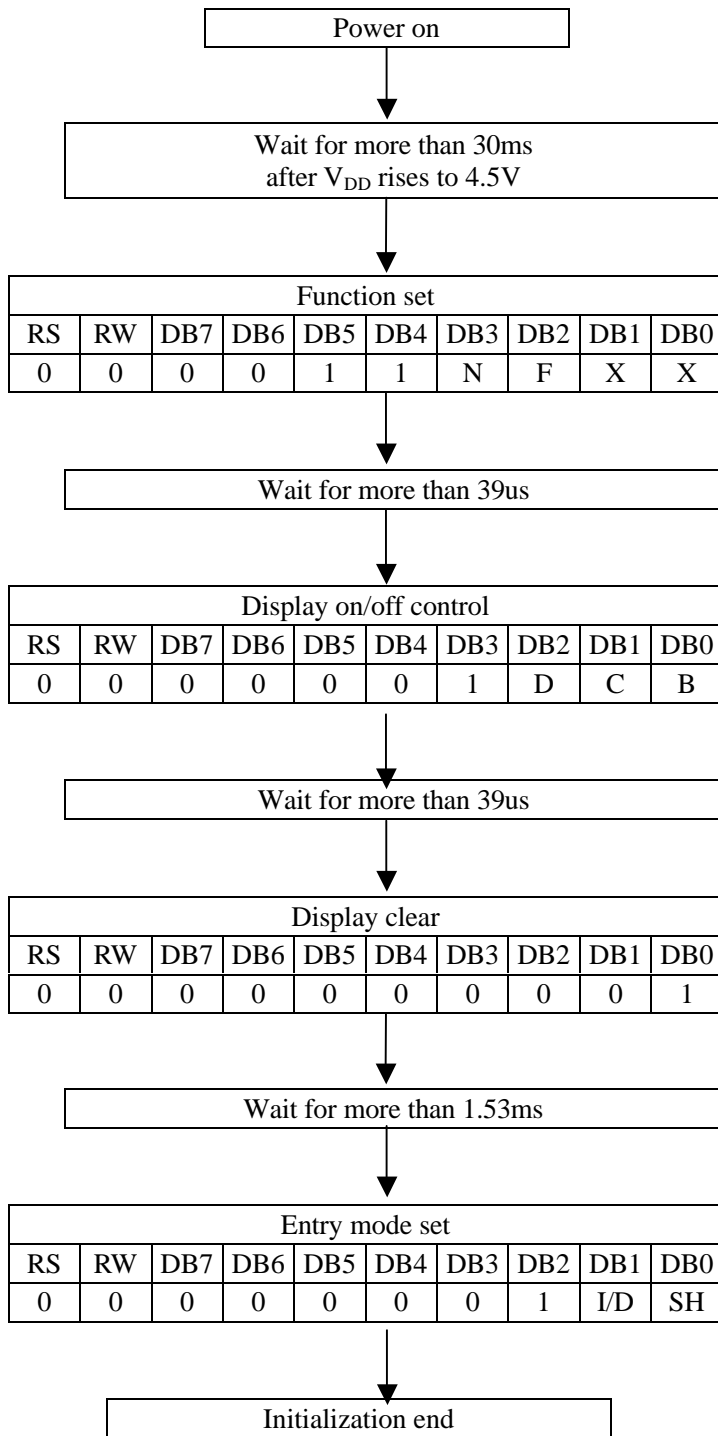 Power on
Wait for more than 30ms
after VDD rises to 4.5V
Function set
RS RW DB7 DB6 DB5 DB4 DB3 DB2 DB1 DB0
0 0 0 0 1 1 N F X X
Wait for more than 39us
Display on/off control
RS RW DB7 DB6 DB5 DB4 DB3 DB2 DB1 DB0
0 0 0 0 0 0 1 D C B
Wait for more than 39us
Display clear
RS RW DB7 DB6 DB5 DB4 DB3 DB2 DB1 DB0
0 0 0 0 0 0 0 0 0 1
Wait for more than 1.53ms
Entry mode set
RS RW DB7 DB6 DB5 DB4 DB3 DB2 DB1 DB0
0 0 0 0 0 0 0 1 I/D SH
Initialization end